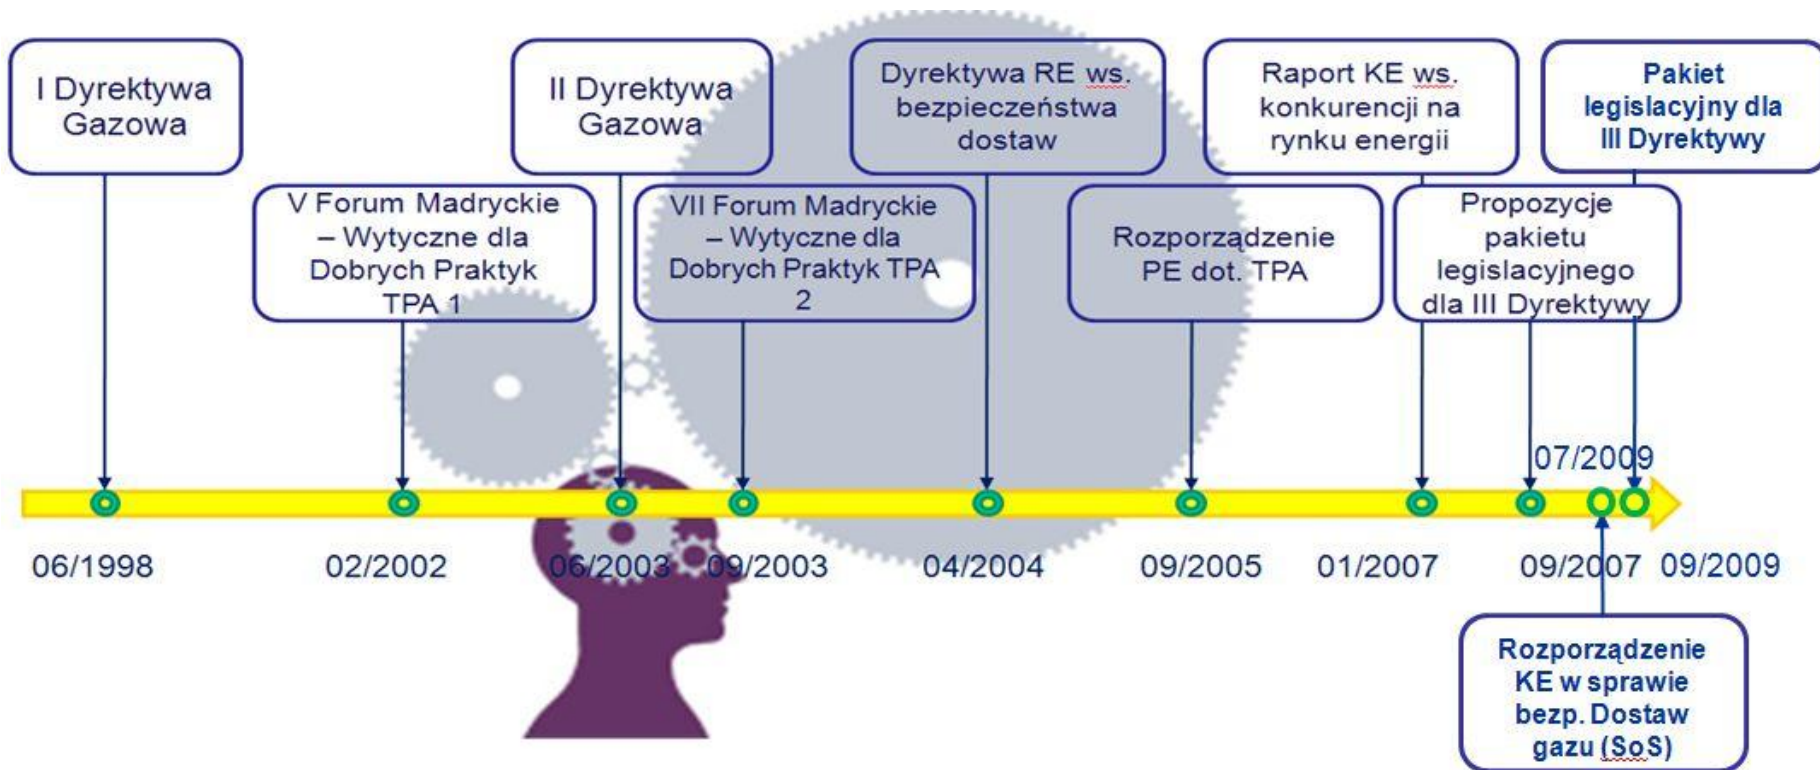 I Dyrektywa
Gazowa
II Dyrektywa
Gazowa
Dyrektywa RE ws.
bezpieczeństwa
dostaw
Raport KE ws.
konkurencji na
rynku energii
Pakiet
legislacyjny dla
III Dyrektywy
V Forum Madryckie
– Wytyczne dla
Dobrych Praktyk
TPA 1
VII Forum Madryckie
– Wytyczne dla
Dobrych Praktyk TPA
2
Rozporządzenie
PE dot. TPA
Propozycje
pakietu
legislacyjnego
dla III Dyrektywy
07/2009
06/1998
02/2002
06/2003
09/2003
04/2004
09/2005
01/2007
09/2007
09/2009
Rozporządzenie
KE w sprawie
bezp. Dostaw
gazu (SoS)